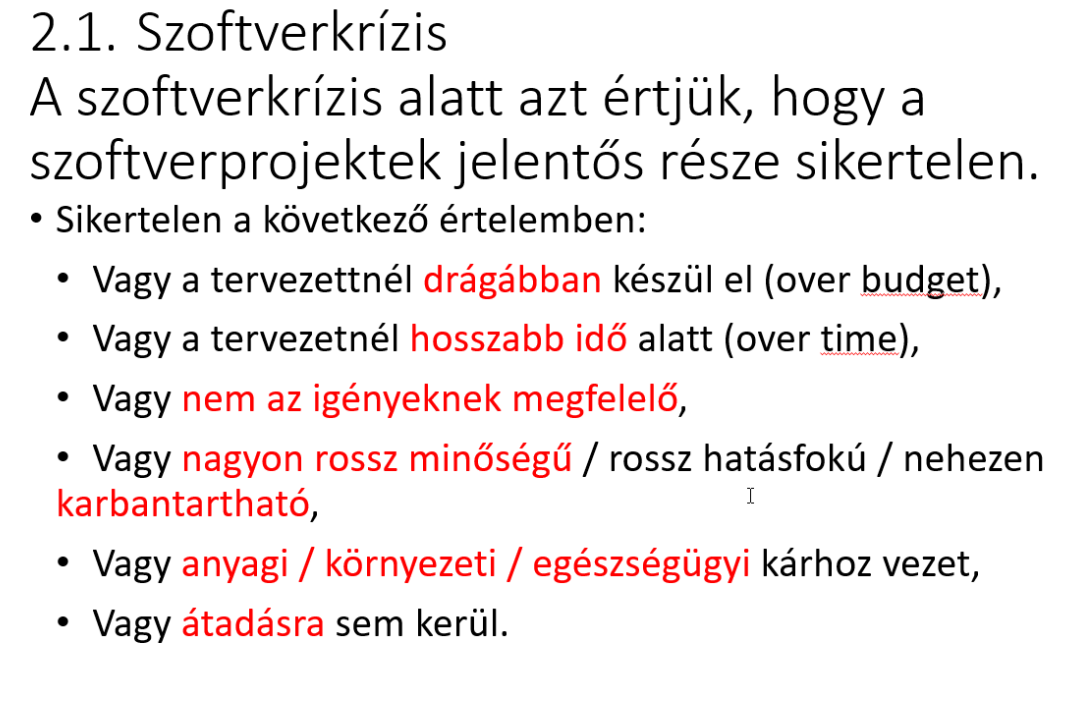 2.1. Szoftverkrízis
A szoftverkrízis alatt azt értjük, hogy a
szoftverprojektek jelentős része sikertelen.
• Sikertelen a következő értelemben:
• Vagy a tervezettnél drágábban készül el (over budget),
• Vagy a tervezetnél hosszabb idő alatt (over time),
• Vagy nem az igényeknek megfelelő,
• Vagy nagyon rossz minőségű / rossz hatásfokú / nehezen
karbantartható,
• Vagy anyagi / környezeti / egészségügyi kárhoz vezet,
• Vagy átadásra sem kerül.